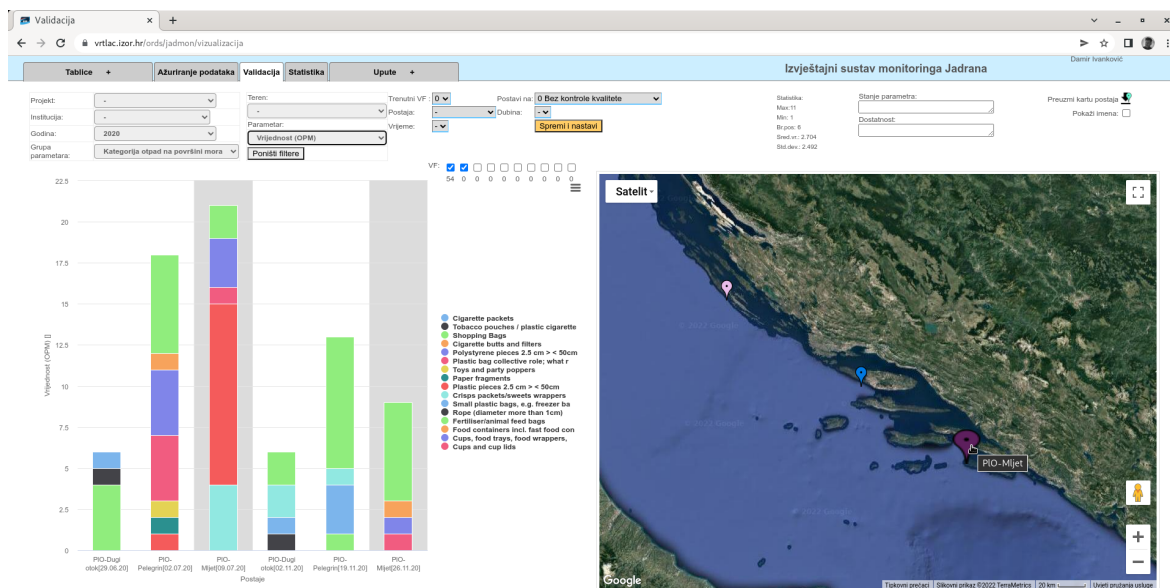 Validacija × +
vrtlac.izor.hr/ords/jadmon/vizualizacija
Damir Ivanković
Tablice + Ažuriranje podataka Validacija Statistika Upute + Izvještajni sustav monitoringa Jadrana
Projekt: -
Institucija: -
Godina: 2020
Grupa parametara: Kategorija otpad na površini mora
Teren:
-
Parametar:
Vrijednost (OPM)
Poništi filtere
Trenutni VF : 0 Postavi na: 0 Bez kontrole kvalitete
Postaja: - Dubina: -
Vrijeme: - Spremi i nastavi
Statistika:
Max:11
Min: 1
Br.pos: 6
Sred.vr.: 2.704
Std.dev.: 2.492
Stanje parametra:
Dostatnost:
Preuzmi kartu postaja
Pokaži imena:
VF:
54 0 0 0 0 0 0 0 0 0
22.5
20
17.5
15
12.5
10
7.5
5
2.5
0
Vrijednost (OPM) []
PlO-Dugi otok[29.06.20]
PlO-Pelegrin[02.07.20]
PlO-Mljet[09.07.20]
PlO-Dugi otok[02.11.20]
PlO-Pelegrin[19.11.20]
PlO-Mljet[26.11.20]
Postaje
Cigarette packets
Tobacco pouches / plastic cigarette
Shopping Bags
Cigarette butts and filters
Polystyrene pieces 2.5 cm > < 50cm
Plastic bag collective role; what r
Toys and party poppers
Paper fragments
Plastic pieces 2.5 cm > < 50cm
Crisps packets/sweets wrappers
Small plastic bags, e.g. freezer ba
Rope (diameter more than 1cm)
Fertiliser/animal feed bags
Food containers incl. fast food con
Cups, food trays, food wrappers,
Cups and cup lids
Satelit
PlO-Mljet
+
−
Google
Tipkovni prečaci Slikovni prikaz ©2022 TerraMetrics 20 km Uvjeti pružanja usluge